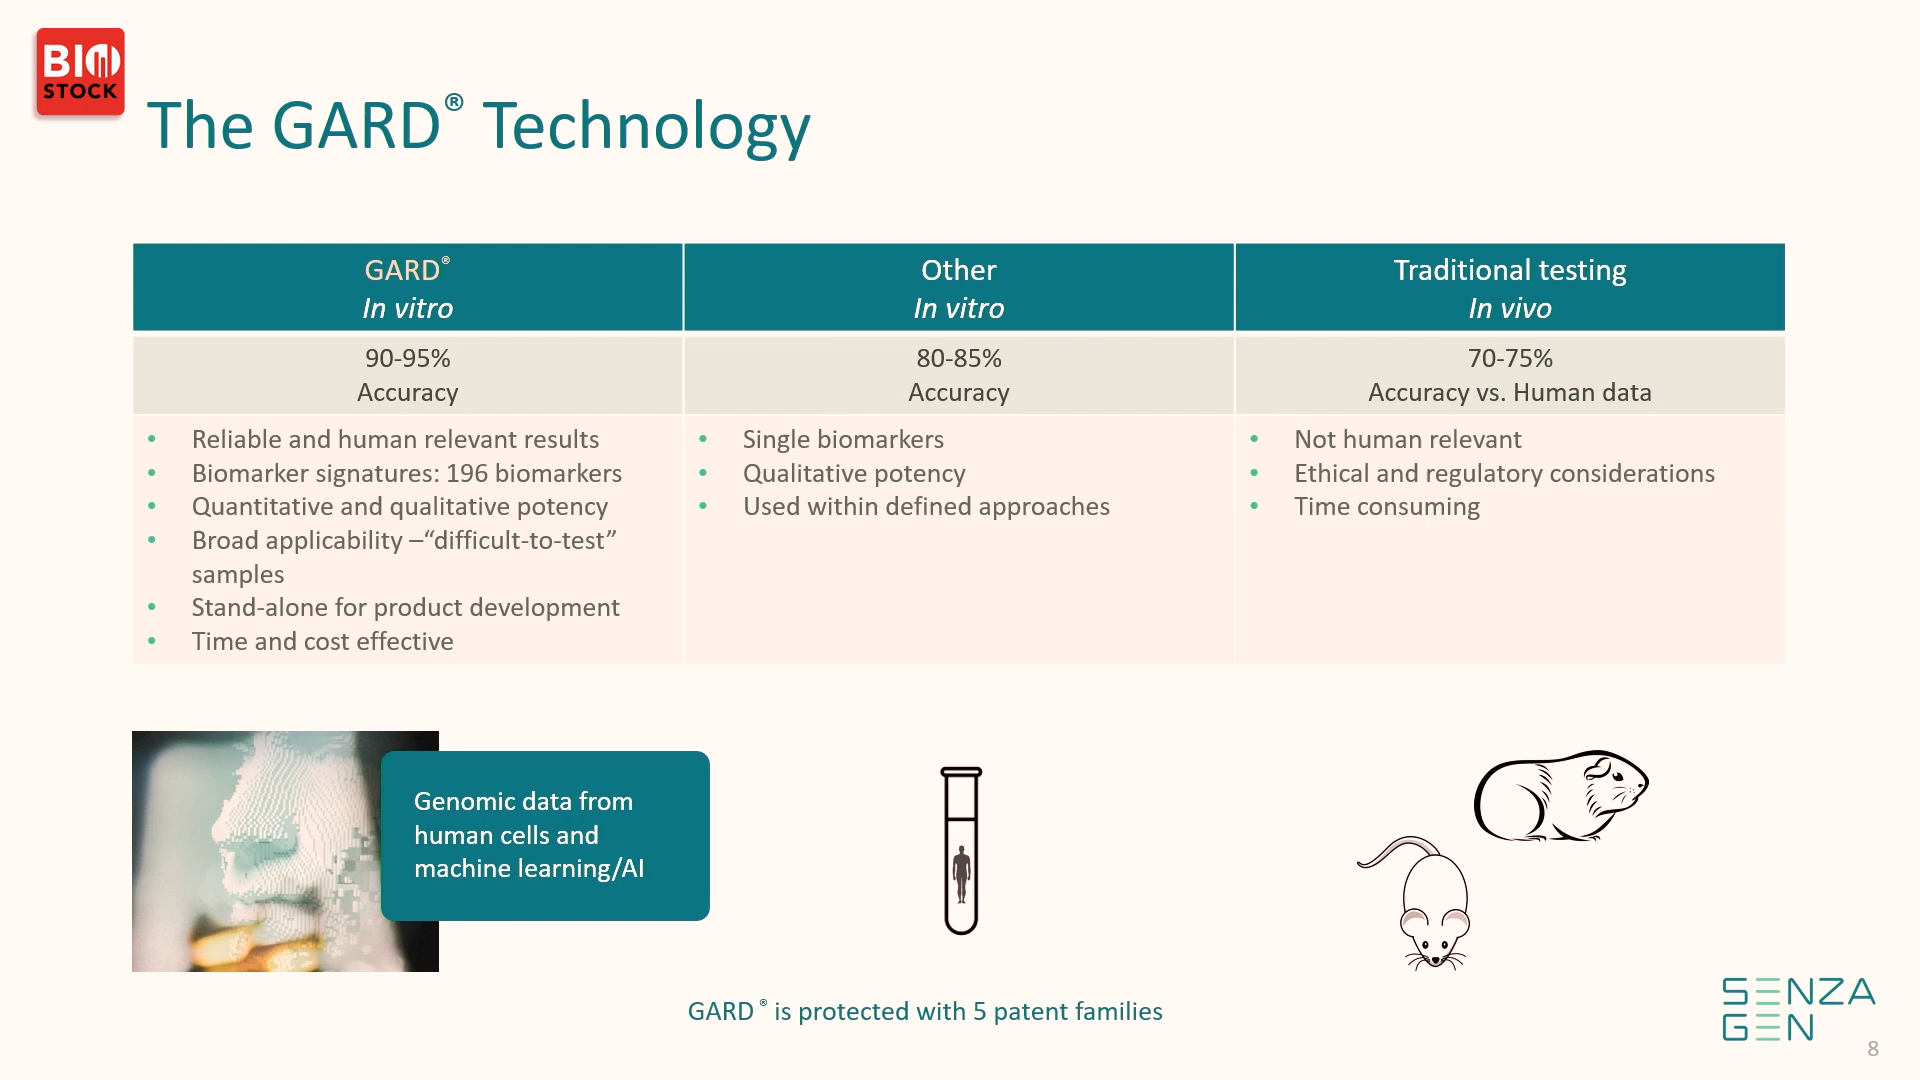 BIO
STOCK
The GARD® Technology
GARD®
In vitro
Other
In vitro
Traditional testing
In vivo
90-95%
Accuracy
80-85%
Accuracy
70-75%
Accuracy vs. Human data
• Reliable and human relevant results
• Biomarker signatures: 196 biomarkers
• Quantitative and qualitative potency
• Broad applicability –“difficult-to-test”
samples
• Stand-alone for product development
• Time and cost effective
• Single biomarkers
• Qualitative potency
• Used within defined approaches
• Not human relevant
• Ethical and regulatory considerations
• Time consuming
Genomic data from
human cells and
machine learning/AI
GARD ® is protected with 5 patent families
SENZA
GEN
8